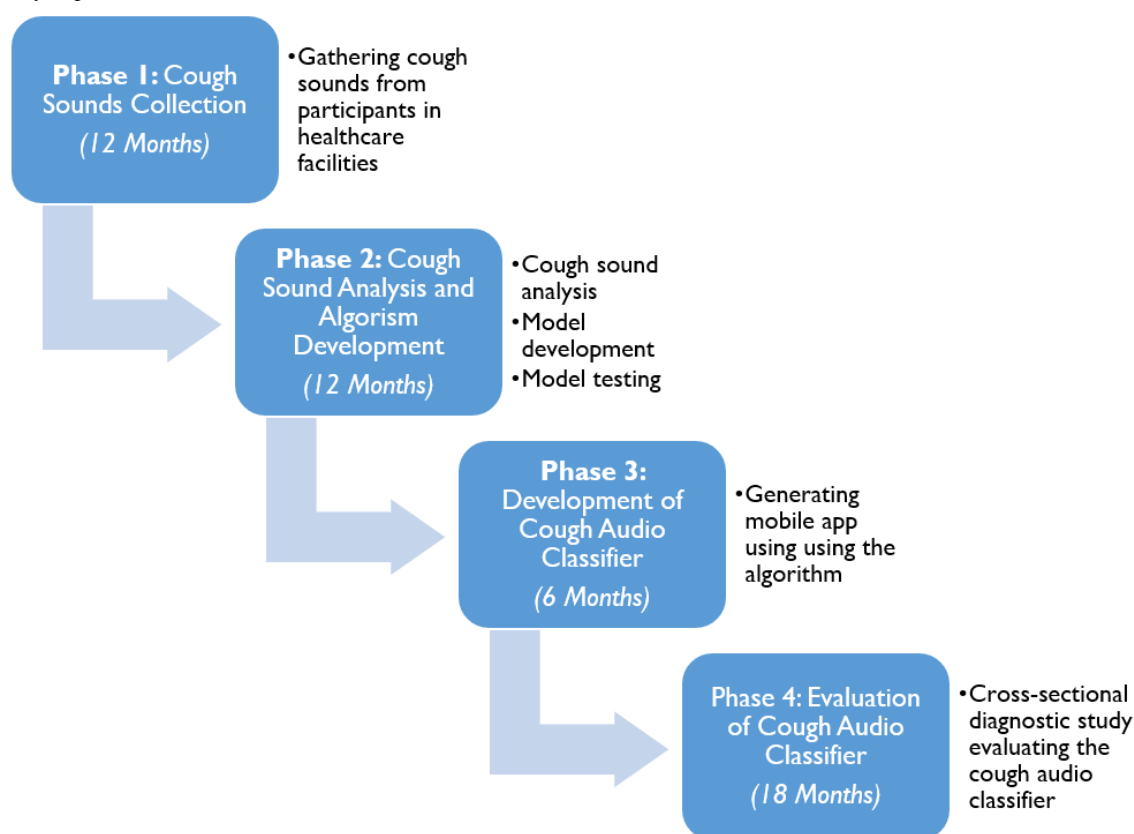 Phase 1: Cough
Sounds Collection
(12 Months)
•Gathering cough
sounds from
participants in
healthcare
facilities
Phase 2: Cough
Sound Analysis and
Algorism
Development
(12 Months)
•Cough sound
analysis
•Model
development
•Model testing
Phase 3:
Development of
Cough Audio
Classifier
(6 Months)
•Generating
mobile app
using using the
algorithm
Phase 4: Evaluation
of Cough Audio
Classifier
(18 Months)
•Cross-sectional
diagnostic study
evaluating the
cough audio
classifier